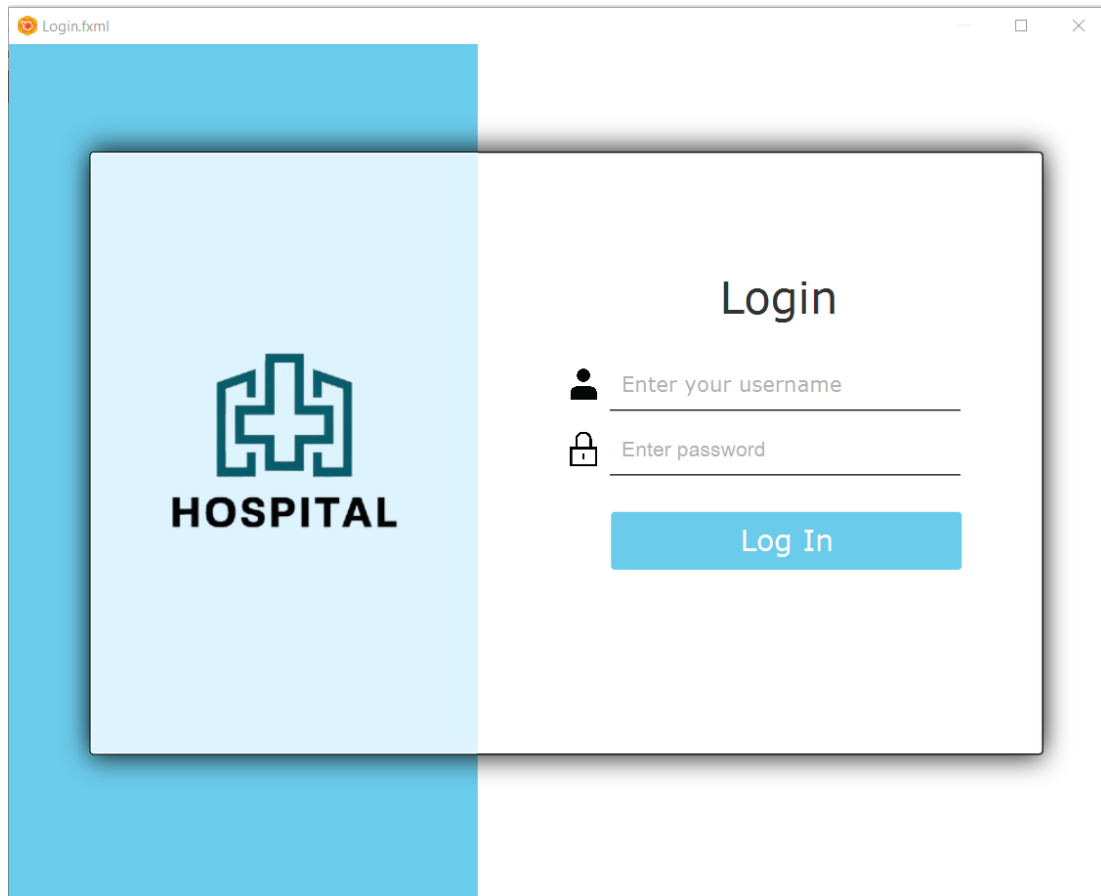 Login.fxml
Login
Enter your username
Enter password
HOSPITAL
Log In